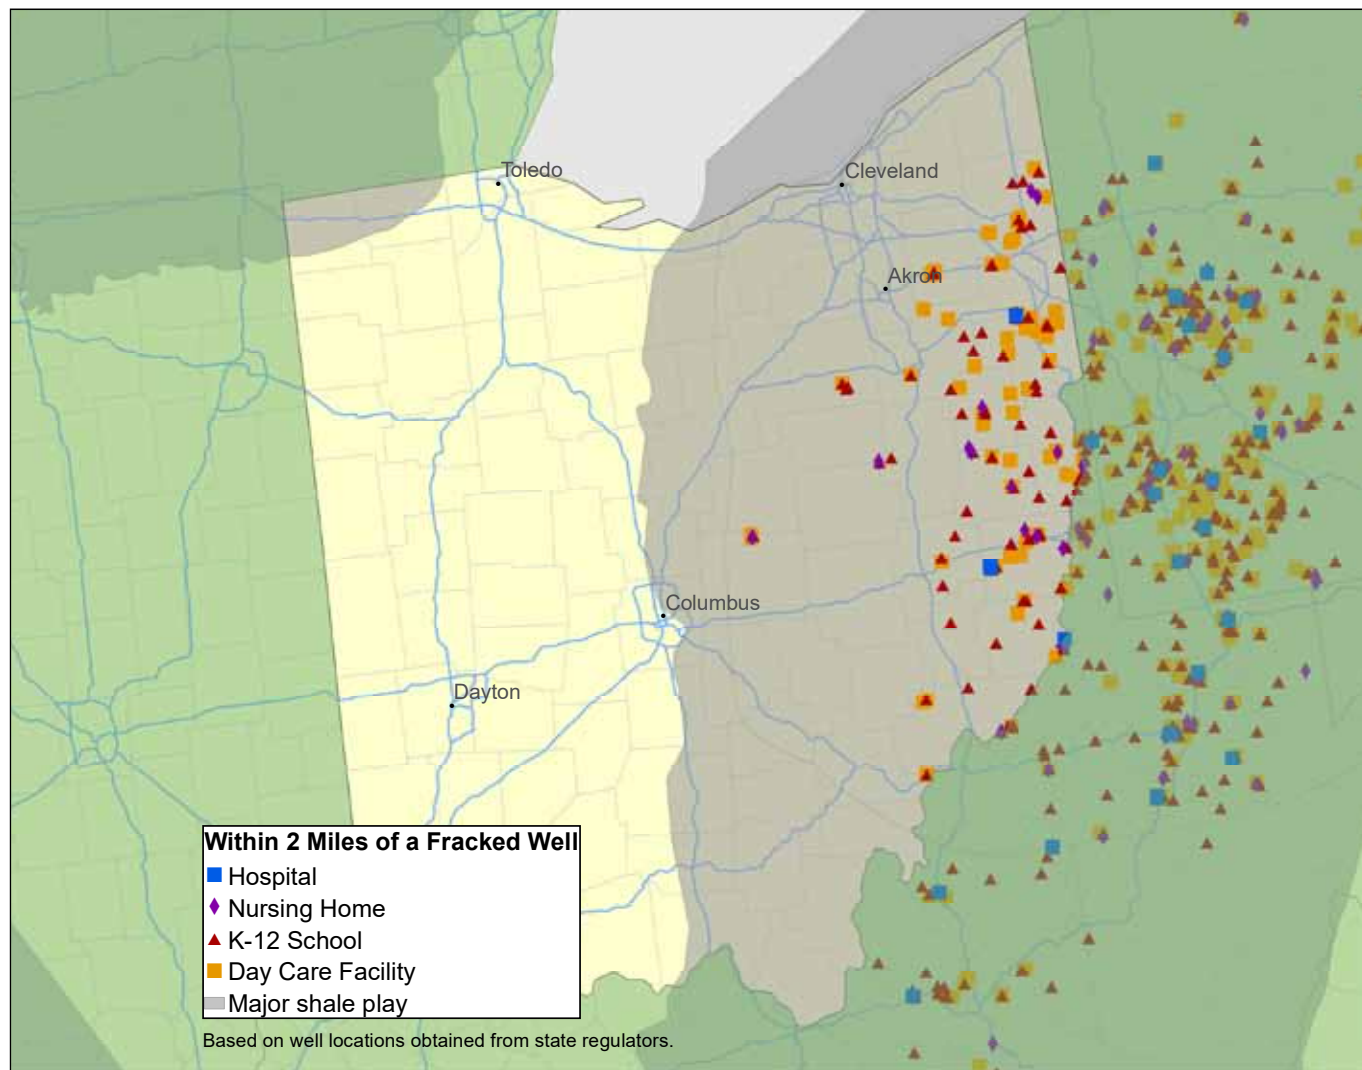 Toledo
Cleveland
Akron
Columbus
Dayton
Within 2 Miles of a Fracked Well
Hospital
Nursing Home
K-12 School
Day Care Facility
Major shale play
Based on well locations obtained from state regulators.